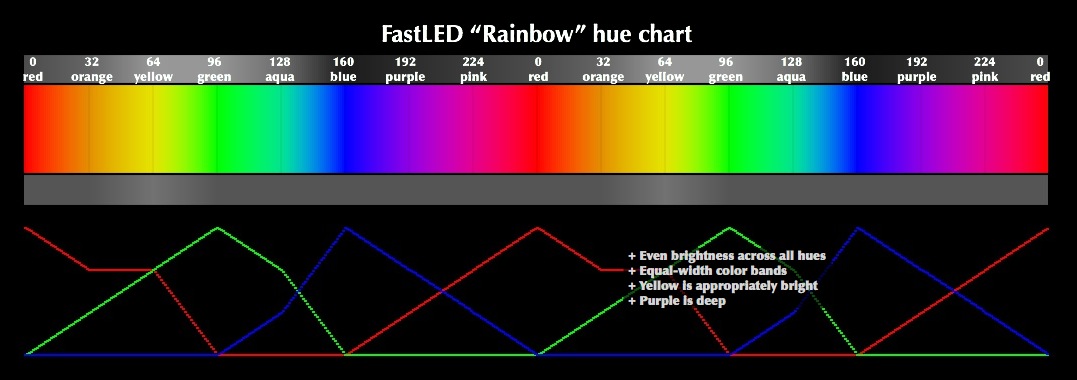 FastLED “Rainbow” hue chart
0 32 64 96 128 160 192 224 0 32 64 96 128 160 192 224 0
red orange yellow green aqua blue purple pink red orange yellow green aqua blue purple pink red
+ Even brightness across all hues
+ Equal-width color bands
+ Yellow is appropriately bright
+ Purple is deep